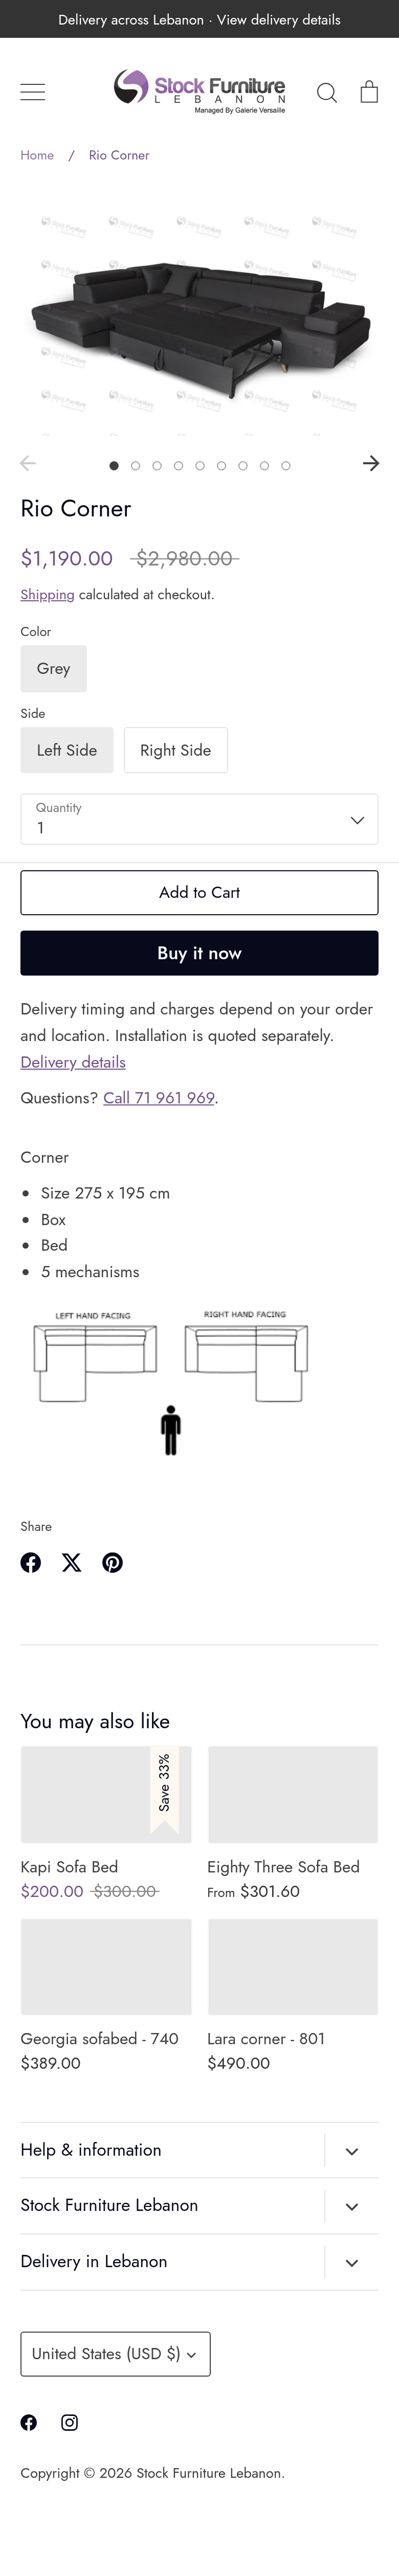 Delivery across Lebanon · View delivery details
Stock Furniture
LEBANON
Managed By Galerie Versaille
Home / Rio Corner
Rio Corner
$1,190.00 $2,980.00
Shipping calculated at checkout.
Color
Grey
Side
Left Side Right Side
Quantity
1
Add to Cart
Buy it now
Delivery timing and charges depend on your order
and location. Installation is quoted separately.
Delivery details
Questions? Call 71 961 969.
Corner
Size 275 x 195 cm
Box
Bed
5 mechanisms
LEFT HAND FACING RIGHT HAND FACING
Share
You may also like
Save 33%
Kapi Sofa Bed
$200.00 $300.00
Eighty Three Sofa Bed
From $301.60
Georgia sofabed - 740
$389.00
Lara corner - 801
$490.00
Help & information
Stock Furniture Lebanon
Delivery in Lebanon
United States (USD $)
Copyright © 2026 Stock Furniture Lebanon.